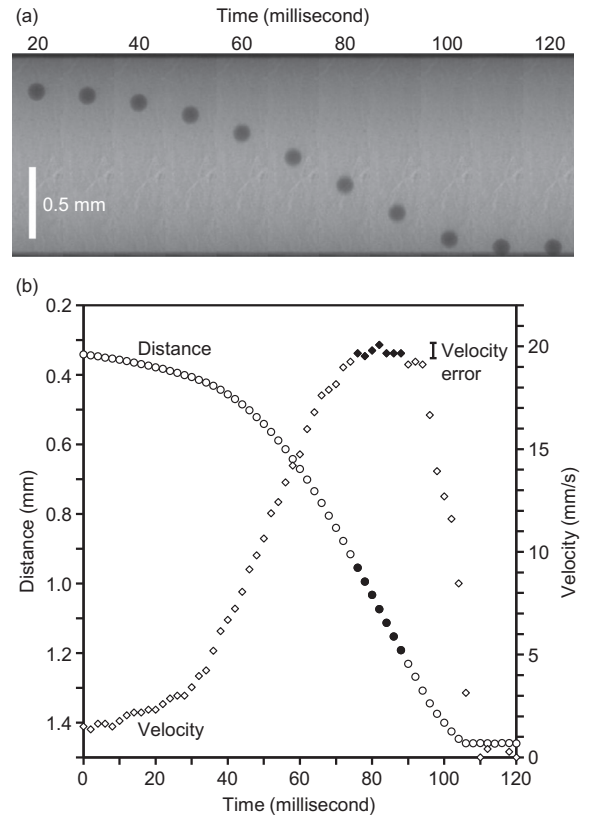 (a)
Time (millisecond)
20 40 60 80 100 120
0.5 mm
(b)
0.2
0.4
0.6
0.8
1.0
1.2
1.4
Distance (mm)
Distance
Velocity
Velocity
error
20
15
10
5
0
Velocity (mm/s)
0 20 40 60 80 100 120
Time (millisecond)